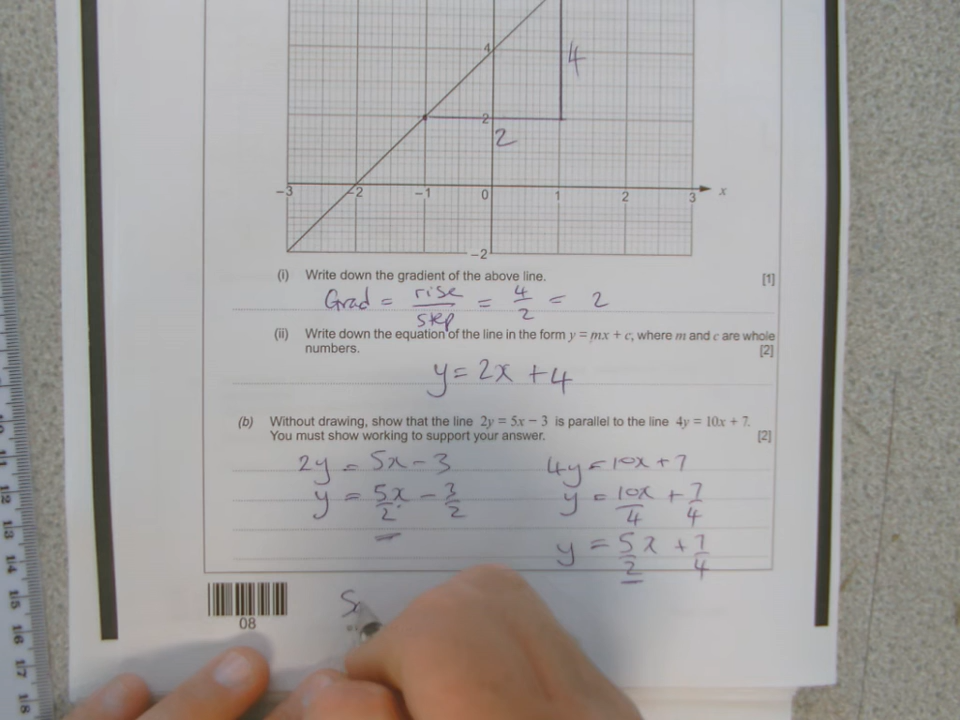 4
4
2
2
-3 -2 -1 0 1 2 3 x
-2
(i) Write down the gradient of the above line. [1]
Grad = rise/step = 4/2 = 2
(ii) Write down the equation of the line in the form y = mx + c, where m and c are whole
numbers. [2]
y = 2x + 4
(b) Without drawing, show that the line 2y = 5x − 3 is parallel to the line 4y = 10x + 7.
You must show working to support your answer. [2]
2y = 5x − 3 4y = 10x + 7
y = 5x/2 − 3/2 y = 10x/4 + 7/4
y = 5/2 x + 7/4
08
10
11
12
13
14
15
16
17
18